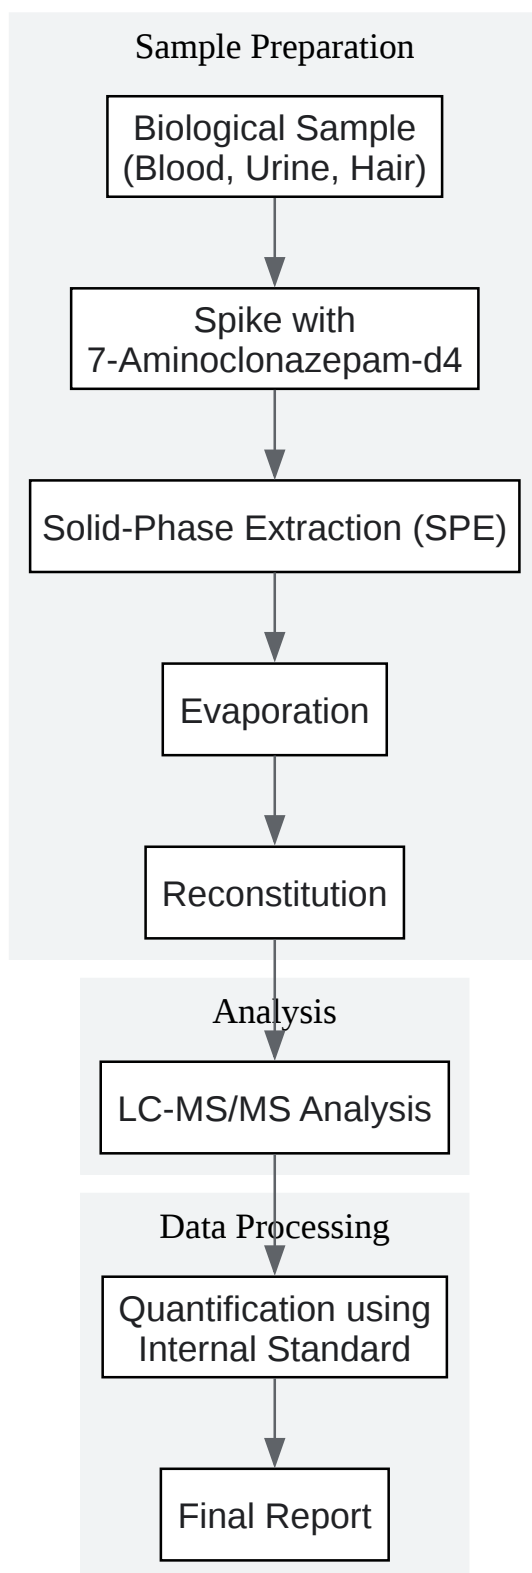 Sample Preparation
Biological Sample
(Blood, Urine, Hair)
Spike with
7-Aminoclonazepam-d4
Solid-Phase Extraction (SPE)
Evaporation
Reconstitution
Analysis
LC-MS/MS Analysis
Data Processing
Quantification using
Internal Standard
Final Report